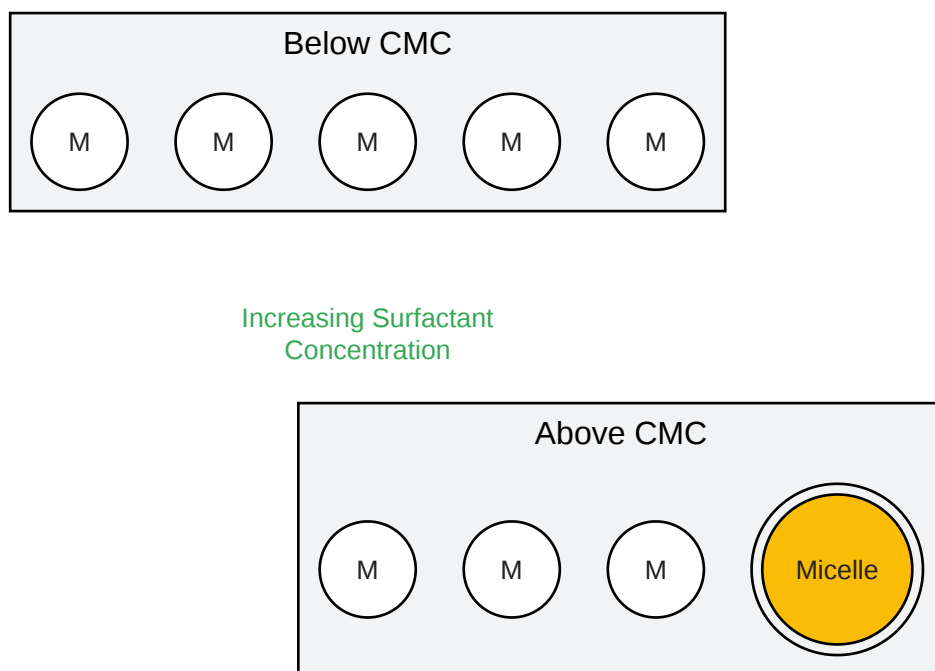 Below CMC
M M M M M
Increasing Surfactant
Concentration
Above CMC
M M M Micelle